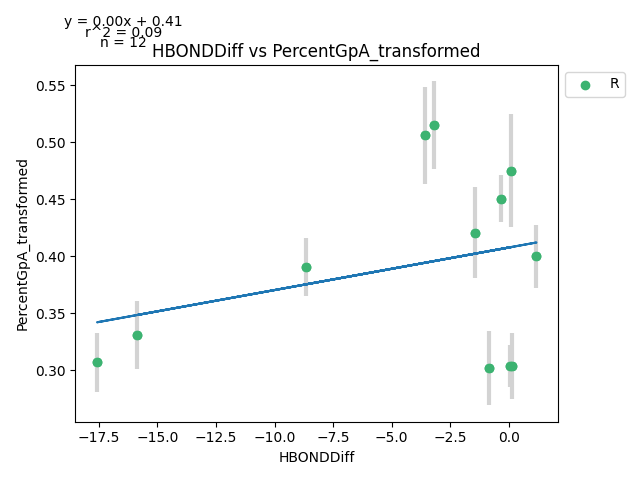 y = 0.00x + 0.41
r^2 = 0.09
n = 12
HBONDDiff vs PercentGpA_transformed
R
PercentGpA_transformed
0.55
0.50
0.45
0.40
0.35
0.30
−17.5 −15.0 −12.5 −10.0 −7.5 −5.0 −2.5 0.0
HBONDDiff